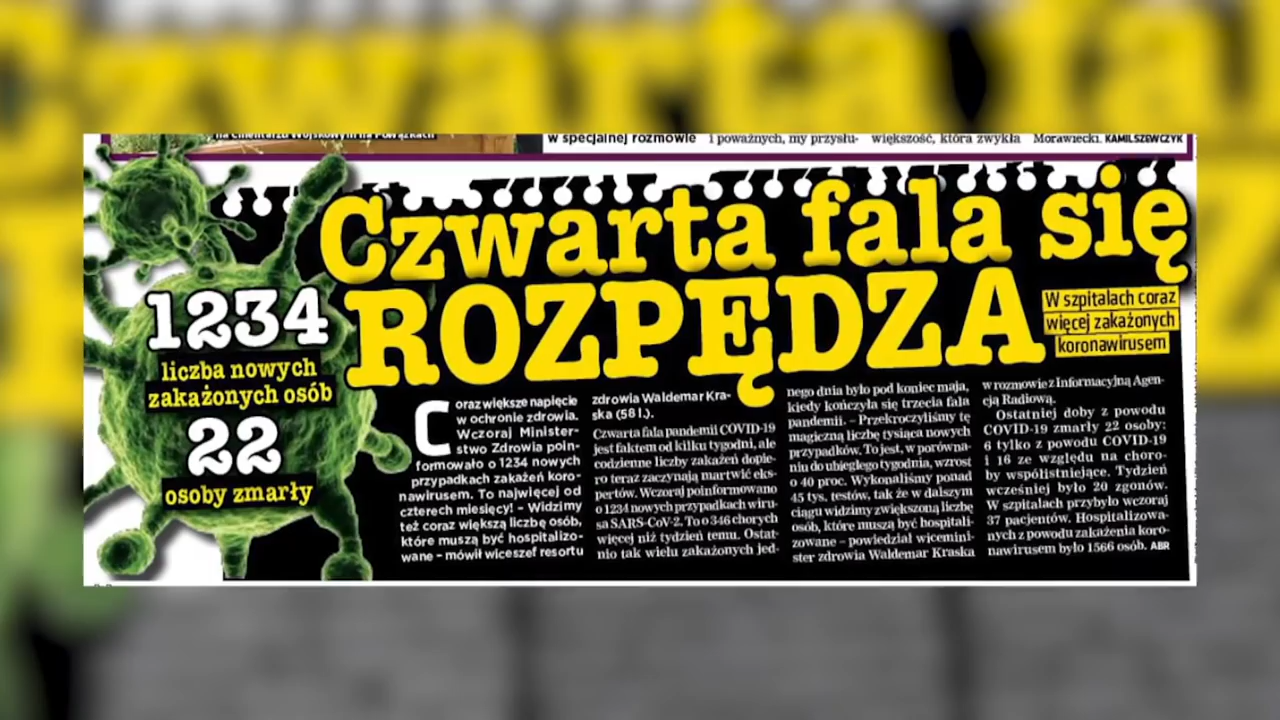 na Cmentarzu Wojskowym na Powązkach
w specjalnej rozmowie
i poważnych, my przysłu-
większość, która zwykła
Morawiecki. KAMIL SZEWCZYK
Czwarta fala się
ROZPĘDZA
W szpitalach coraz
więcej zakażonych
koronawirusem
1234
liczba nowych
zakażonych osób
22
osoby zmarły
Coraz większe napięcie
w ochronie zdrowia.
Wczoraj Minister-
stwo Zdrowia poin-
formowało o 1234 nowych
przypadkach zakażeń koro-
nawirusem. To najwięcej od
czterech miesięcy! – Widzimy
też coraz większą liczbę osób,
które muszą być hospitalizo-
wane – mówił wiceszef resortu
zdrowia Waldemar Kra-
ska (58 l.).
Czwarta fala pandemii COVID-19
jest faktem od kilku tygodni, ale
codzienne liczby zakażeń dopie-
ro teraz zaczynają martwić eks-
pertów. Wczoraj poinformowano
o 1234 nowych przypadkach wiru-
sa SARS-CoV-2. To o 346 chorych
więcej niż tydzień temu. Ostat-
nio tak wielu zakażonych jed-
nego dnia było pod koniec maja,
kiedy kończyła się trzecia fala
pandemii. – Przekroczyliśmy tę
magiczną liczbę tysiąca nowych
przypadków. To jest, w porówna-
niu do ubiegłego tygodnia, wzrost
o 40 proc. Wykonaliśmy ponad
45 tys. testów, tak że w dalszym
ciągu widzimy zwiększoną liczbę
osób, które muszą być hospitali-
zowane – powiedział wicemini-
ster zdrowia Waldemar Kraska
w rozmowie z Informacyjną Agen-
cją Radiową.
Ostatniej doby z powodu
COVID-19 zmarły 22 osoby:
6 tylko z powodu COVID-19
i 16 ze względu na choro-
by współistniejące. Tydzień
wcześniej było 20 zgonów.
W szpitalach przybyło wczoraj
37 pacjentów. Hospitalizowa-
nych z powodu zakażenia koro-
nawirusem było 1566 osób. ABR